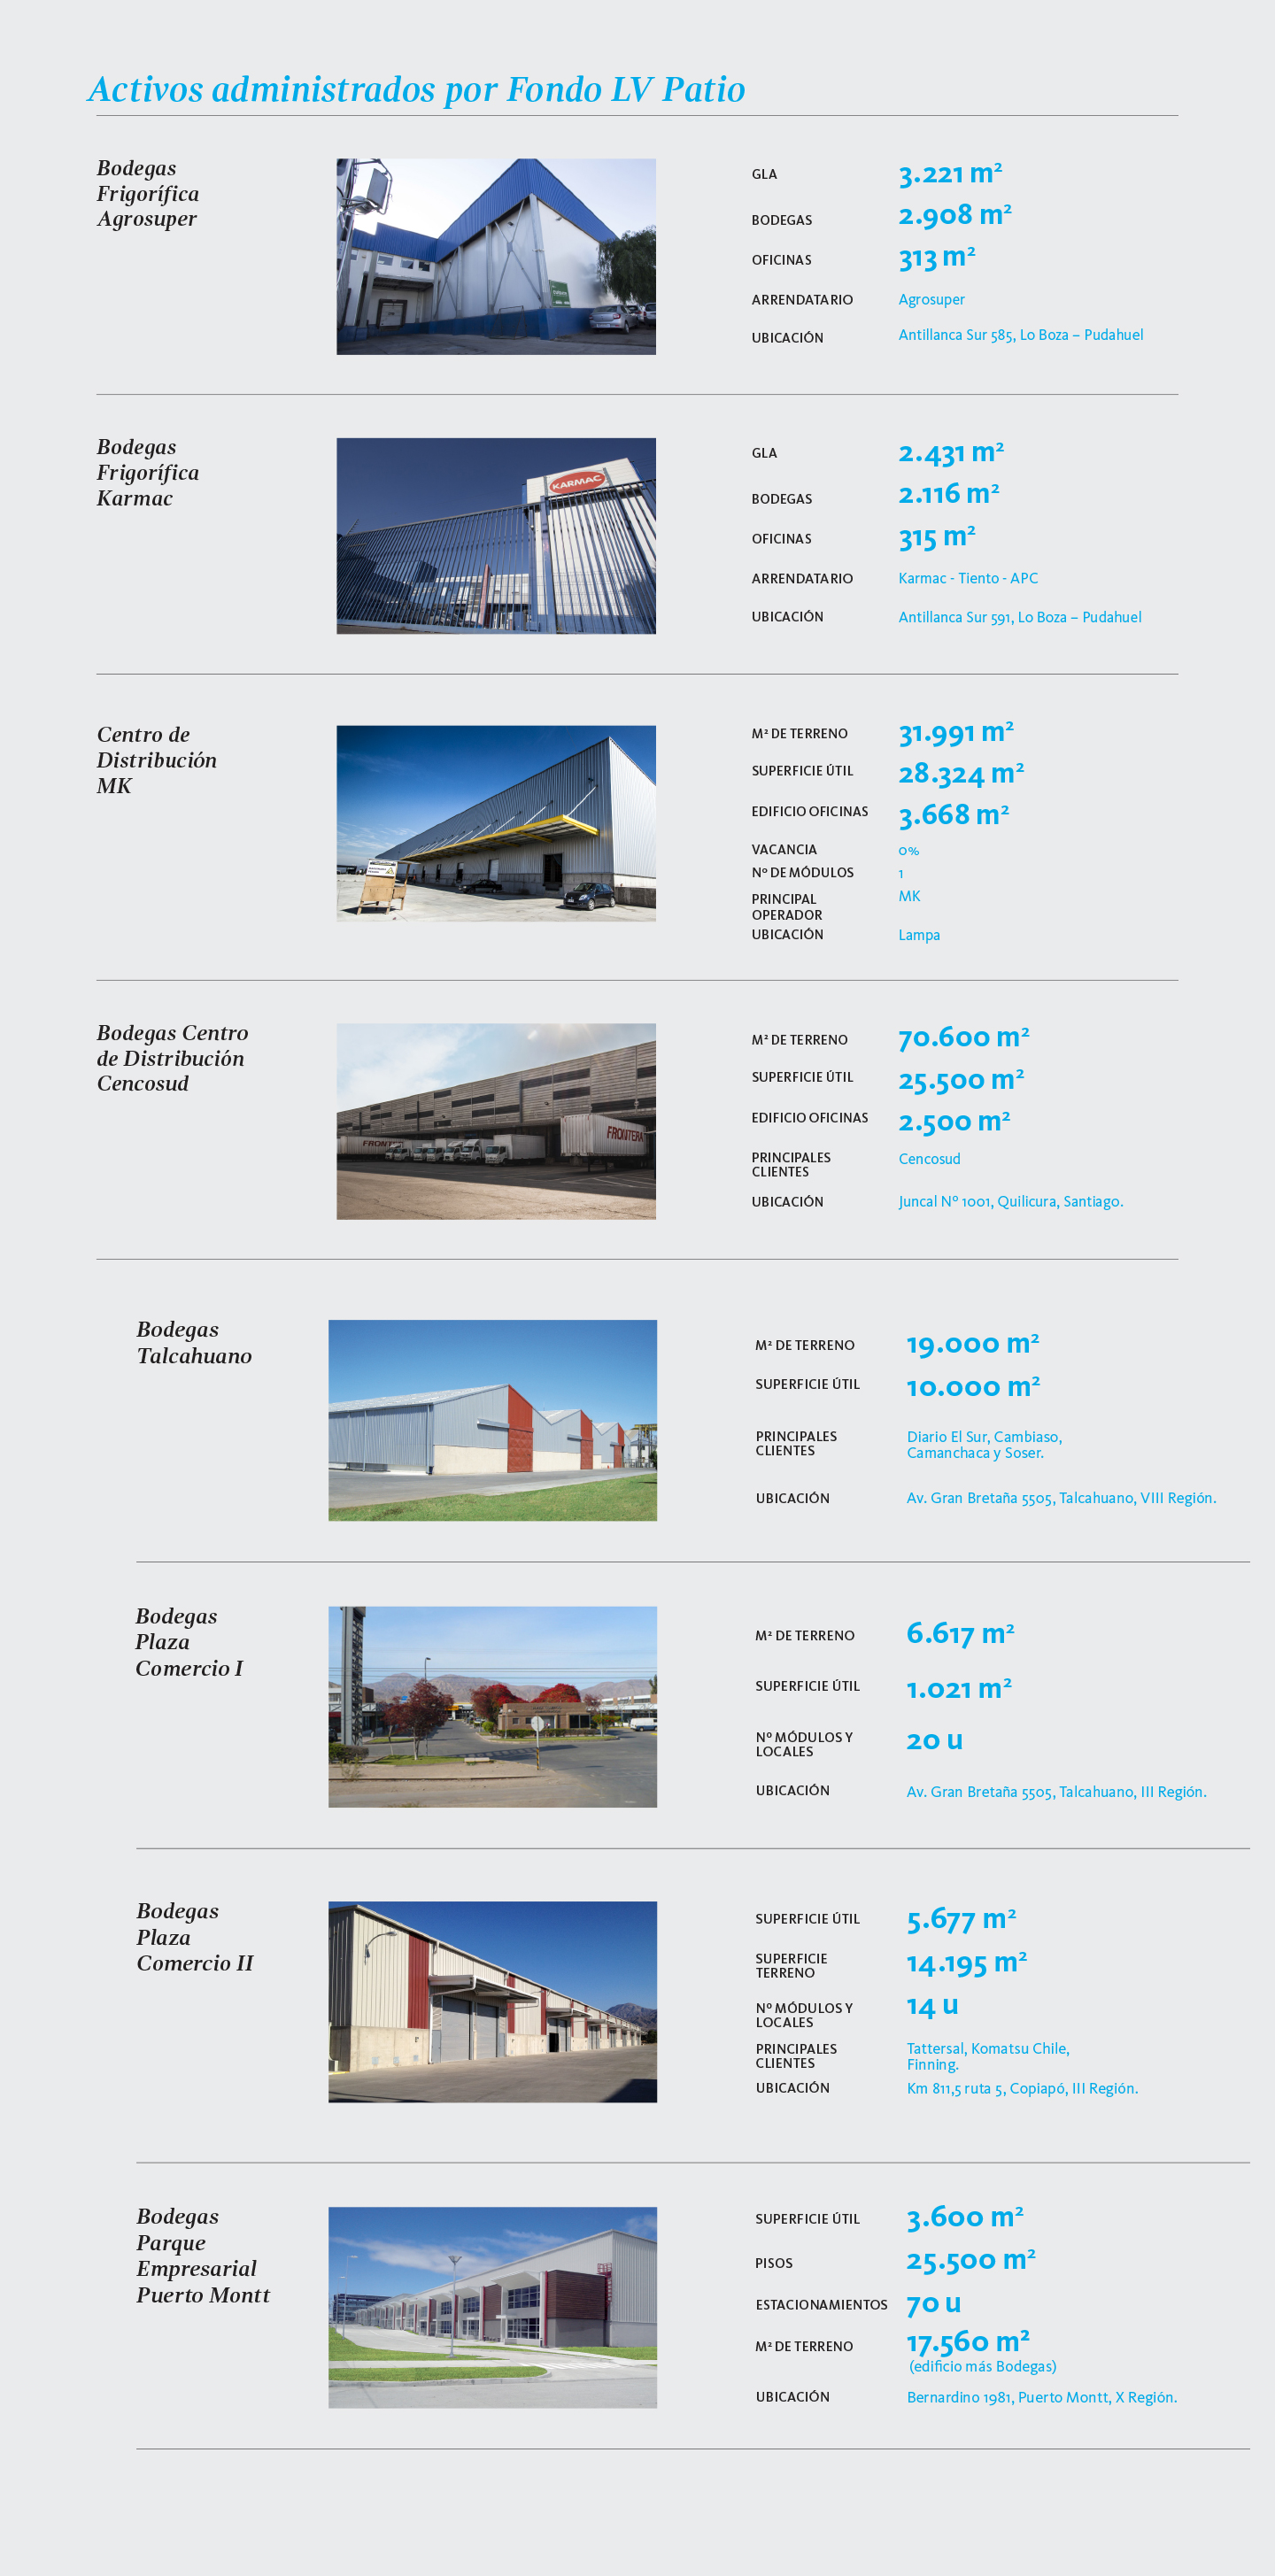 Activos administrados por Fondo LV Patio
Bodegas
Frigorífica
Agrosuper
GLA 3.221 m²
BODEGAS 2.908 m²
OFICINAS 313 m²
ARRENDATARIO Agrosuper
UBICACIÓN Antillanca Sur 585, Lo Boza – Pudahuel
Bodegas
Frigorífica
Karmac
KARMAC
GLA 2.431 m²
BODEGAS 2.116 m²
OFICINAS 315 m²
ARRENDATARIO Karmac - Tiento - APC
UBICACIÓN Antillanca Sur 591, Lo Boza – Pudahuel
Centro de
Distribución
MK
M² DE TERRENO 31.991 m²
SUPERFICIE ÚTIL 28.324 m²
EDIFICIO OFICINAS 3.668 m²
VACANCIA 0%
Nº DE MÓDULOS 1
PRINCIPAL MK
OPERADOR
UBICACIÓN Lampa
Bodegas Centro
de Distribución
Cencosud
FRONTERA
M² DE TERRENO 70.600 m²
SUPERFICIE ÚTIL 25.500 m²
EDIFICIO OFICINAS 2.500 m²
PRINCIPALES Cencosud
CLIENTES
UBICACIÓN Juncal Nº 1001, Quilicura, Santiago.
Bodegas
Talcahuano
M² DE TERRENO 19.000 m²
SUPERFICIE ÚTIL 10.000 m²
PRINCIPALES Diario El Sur, Cambiaso,
CLIENTES Camanchaca y Soser.
UBICACIÓN Av. Gran Bretaña 5505, Talcahuano, VIII Región.
Bodegas
Plaza
Comercio I
M² DE TERRENO 6.617 m²
SUPERFICIE ÚTIL 1.021 m²
Nº MÓDULOS Y 20 u
LOCALES
UBICACIÓN Av. Gran Bretaña 5505, Talcahuano, III Región.
Bodegas
Plaza
Comercio II
SUPERFICIE ÚTIL 5.677 m²
SUPERFICIE 14.195 m²
TERRENO
Nº MÓDULOS Y 14 u
LOCALES
PRINCIPALES Tattersal, Komatsu Chile,
CLIENTES Finning.
UBICACIÓN Km 811,5 ruta 5, Copiapó, III Región.
Bodegas
Parque
Empresarial
Puerto Montt
SUPERFICIE ÚTIL 3.600 m²
PISOS 25.500 m²
ESTACIONAMIENTOS 70 u
M² DE TERRENO 17.560 m²
(edificio más Bodegas)
UBICACIÓN Bernardino 1981, Puerto Montt, X Región.